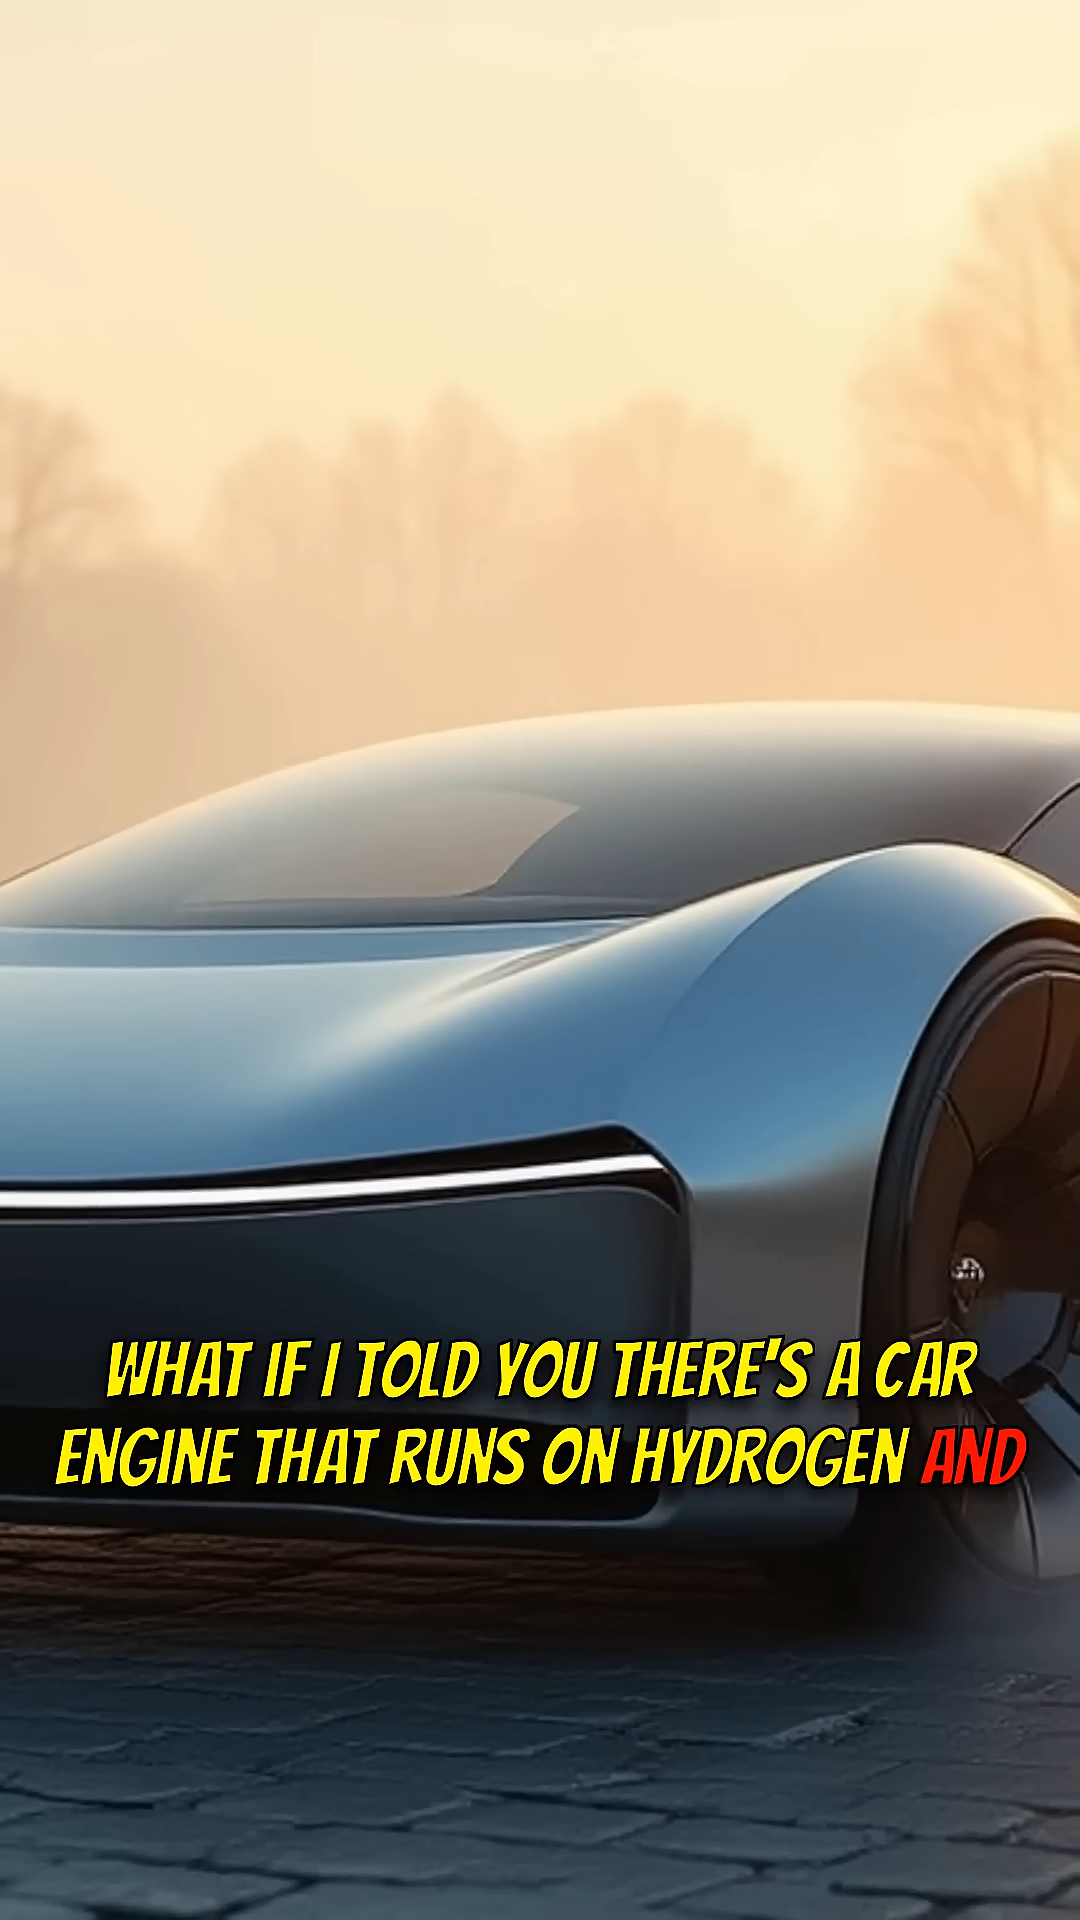 WHAT IF I TOLD YOU THERE'S A CAR
ENGINE THAT RUNS ON HYDROGEN AND